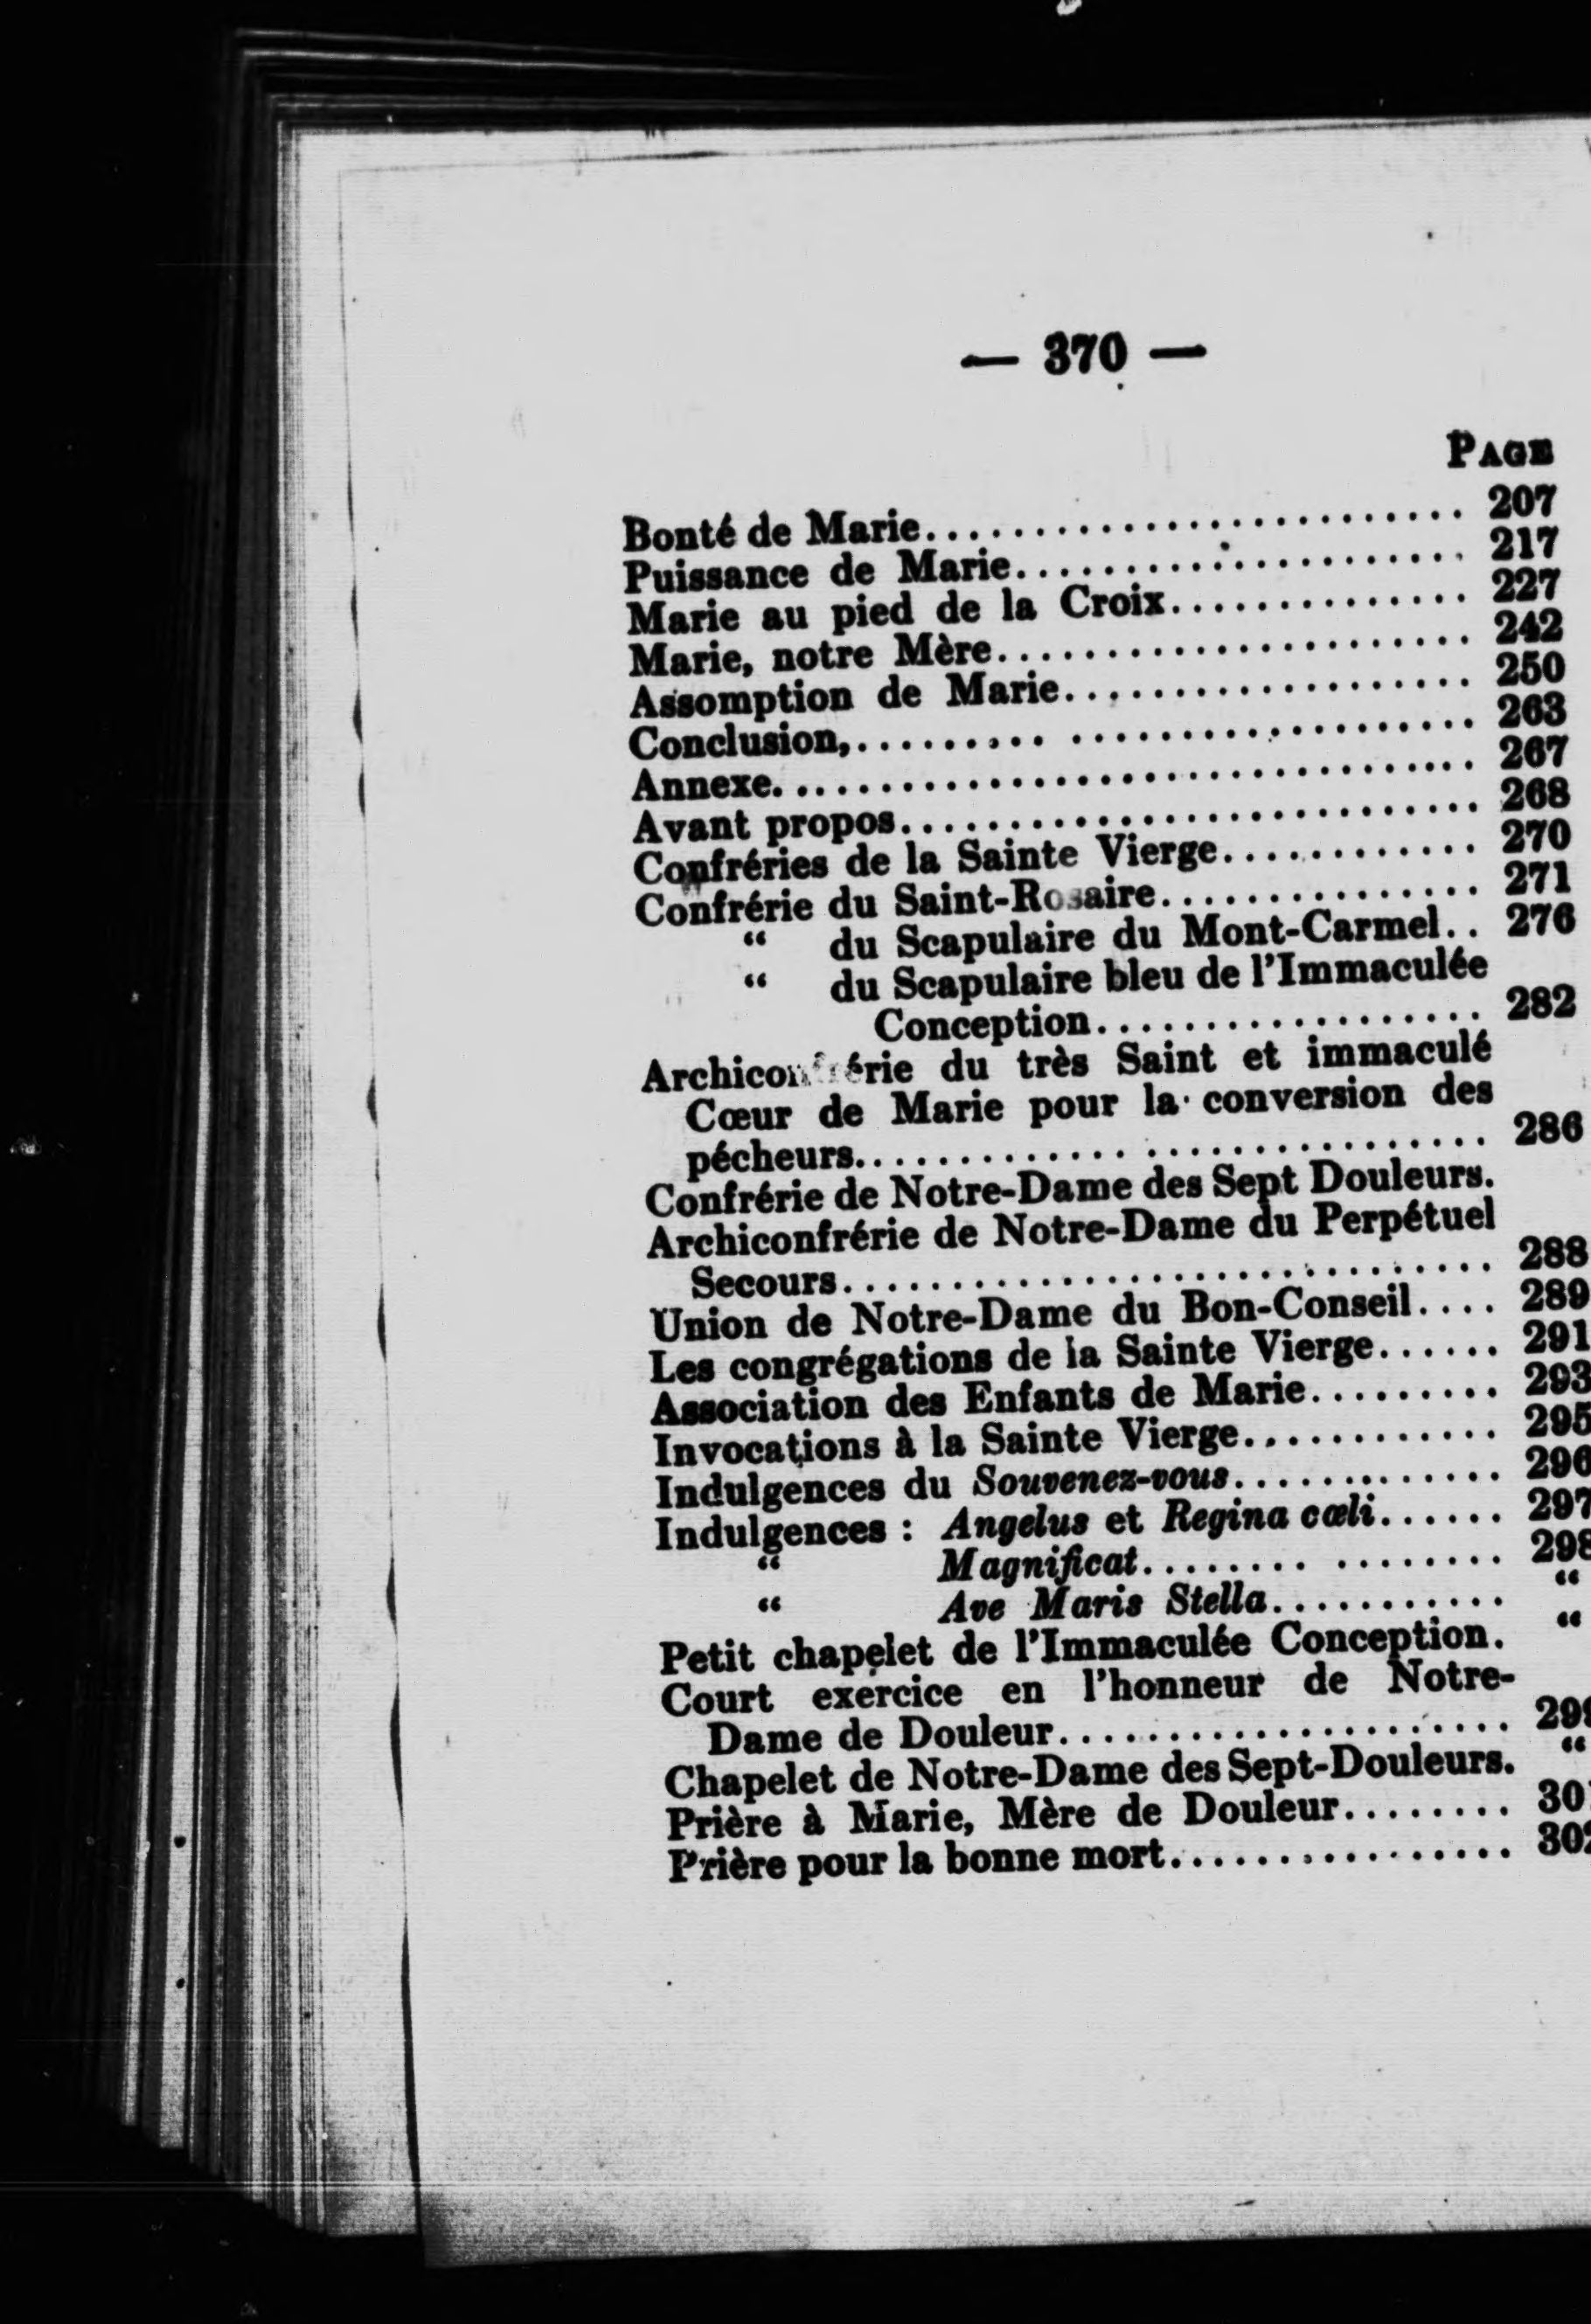 — 370 —
PAGE
Bonté de Marie........................... 207
Puissance de Marie...................... 217
Marie au pied de la Croix.............. 227
Marie, notre Mère...................... 242
Assomption de Marie................... 250
Conclusion,......... ................... 263
Annexe................................. 267
Avant propos........................... 268
Confréries de la Sainte Vierge............ 270
Confrérie du Saint-Rosaire............... 271
“ du Scapulaire du Mont-Carmel.. 276
“ du Scapulaire bleu de l'Immaculée
Conception.................. 282
Archiconfrérie du très Saint et immaculé
Cœur de Marie pour la conversion des
pécheurs............. ................ 286
Confrérie de Notre-Dame des Sept Douleurs.
Archiconfrérie de Notre-Dame du Perpétuel
Secours.............................. 288
Union de Notre-Dame du Bon-Conseil.... 289
Les congrégations de la Sainte Vierge...... 291
Association des Enfants de Marie......... 293
Invocations à la Sainte Vierge............ 295
Indulgences du Souvenez-vous............. 296
Indulgences : Angelus et Regina cœli...... 297
“ Magnificat........ ........ 298
“ Ave Maris Stella........... “
Petit chapelet de l'Immaculée Conception. “
Court exercice en l'honneur de Notre-
Dame de Douleur..................... 299
Chapelet de Notre-Dame des Sept-Douleurs. “
Prière à Marie, Mère de Douleur........ 30
Prière pour la bonne mort................ 302